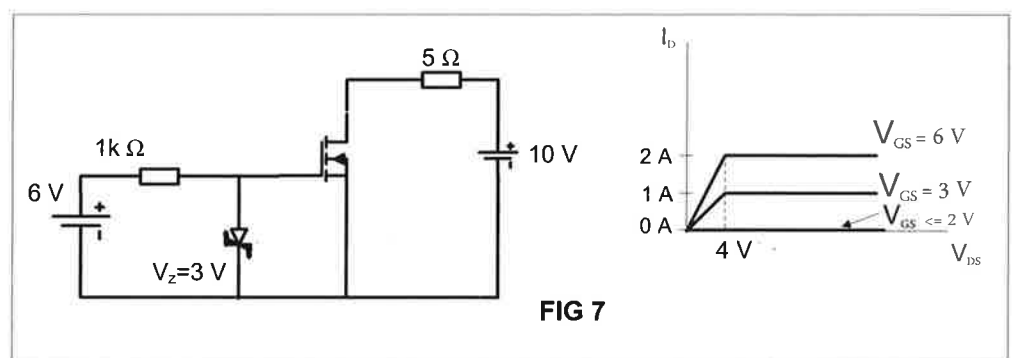 5 Ω
1k Ω
6 V
+
-
V_Z=3 V
+
-
10 V
FIG 7
I_D
2 A
1 A
0 A
4 V
V_GS = 6 V
V_GS = 3 V
V_GS <= 2 V
V_DS